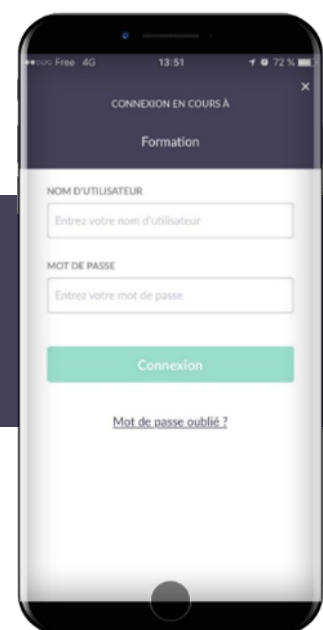 Free 4G 13:51 72 %
×
CONNEXION EN COURS À
Formation
NOM D'UTILISATEUR
Entrez votre nom d'utilisateur
MOT DE PASSE
Entrez votre mot de passe
Connexion
Mot de passe oublié ?